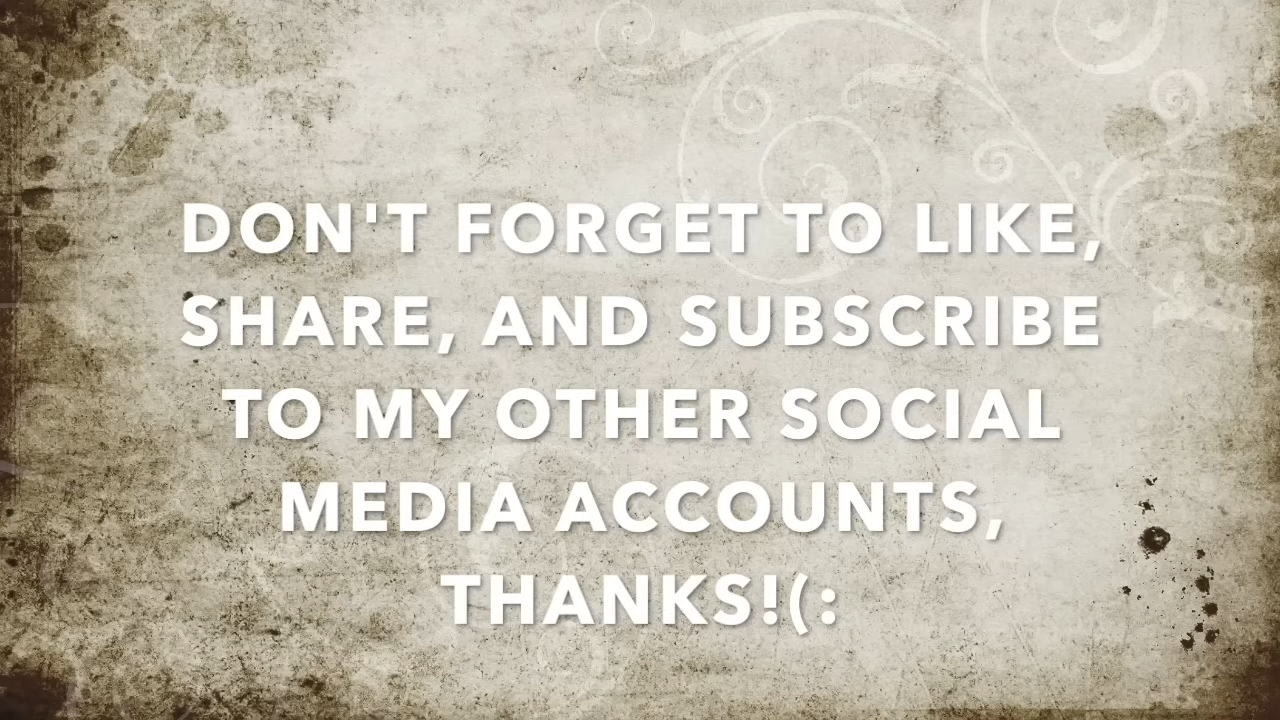 DON'T FORGET TO LIKE,
SHARE, AND SUBSCRIBE
TO MY OTHER SOCIAL
MEDIA ACCOUNTS,
THANKS!(: